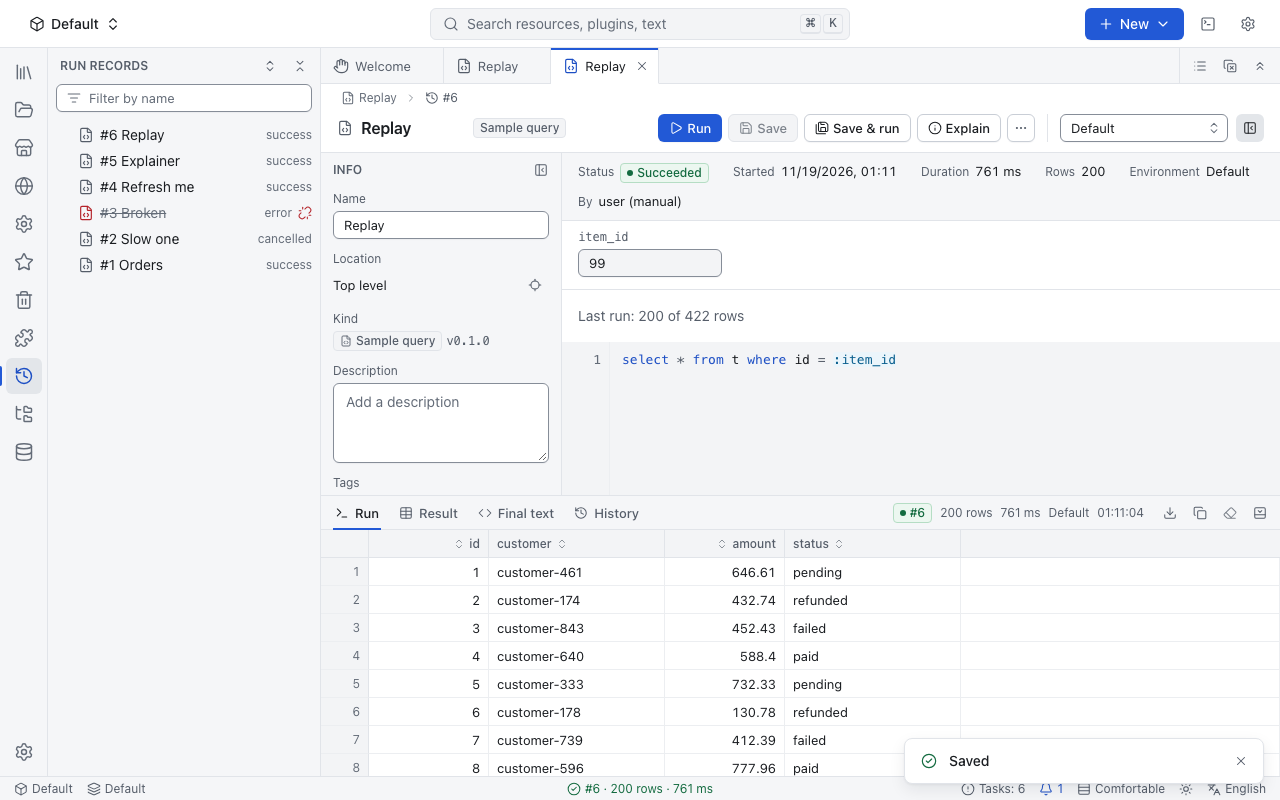 Default
Search resources, plugins, text
⌘ K
New
RUN RECORDS
Filter by name
#6 Replay success
#5 Explainer success
#4 Refresh me success
#3 Broken error
#2 Slow one cancelled
#1 Orders success
Welcome
Replay
Replay
Replay #6
Replay
Sample query
Run
Save
Save & run
Explain
Default
INFO
Name
Replay
Location
Top level
Kind
Sample query v0.1.0
Description
Add a description
Tags
Status Succeeded Started 11/19/2026, 01:11 Duration 761 ms Rows 200 Environment Default
By user (manual)
item_id
99
Last run: 200 of 422 rows
1 select * from t where id = :item_id
Run
Result
Final text
History
#6 200 rows 761 ms Default 01:11:04
id customer amount status
1 1 customer-461 646.61 pending
2 2 customer-174 432.74 refunded
3 3 customer-843 452.43 failed
4 4 customer-640 588.4 paid
5 5 customer-333 732.33 pending
6 6 customer-178 130.78 refunded
7 7 customer-739 412.39 failed
8 8 customer-596 777.96 paid
Saved
Default
Default
#6 · 200 rows · 761 ms
Tasks: 6
1
Comfortable
English